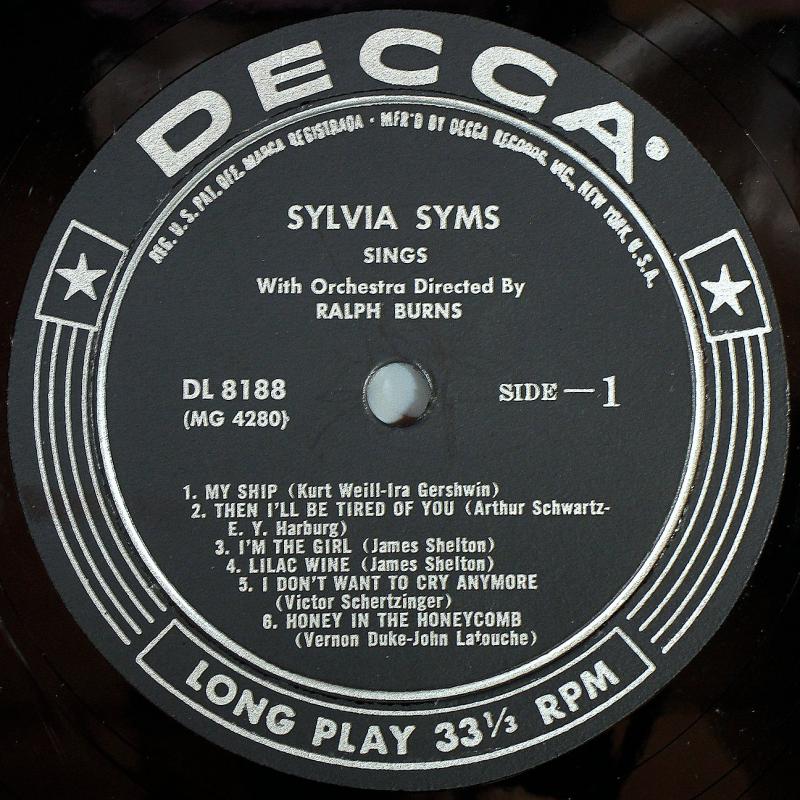 DECCA
REG. U.S. PAT. OFF. MARCA REGISTRADA • MFR'D BY DECCA RECORDS, INC., NEW YORK, U.S.A.
SYLVIA SYMS
SINGS
With Orchestra Directed By
RALPH BURNS
DL 8188
(MG 4280)
SIDE — 1
1. MY SHIP (Kurt Weill-Ira Gershwin)
2. THEN I'LL BE TIRED OF YOU (Arthur Schwartz-
E. Y. Harburg)
3. I'M THE GIRL (James Shelton)
4. LILAC WINE (James Shelton)
5. I DON'T WANT TO CRY ANYMORE
(Victor Schertzinger)
6. HONEY IN THE HONEYCOMB
(Vernon Duke-John Latouche)
LONG PLAY 33⅓ RPM